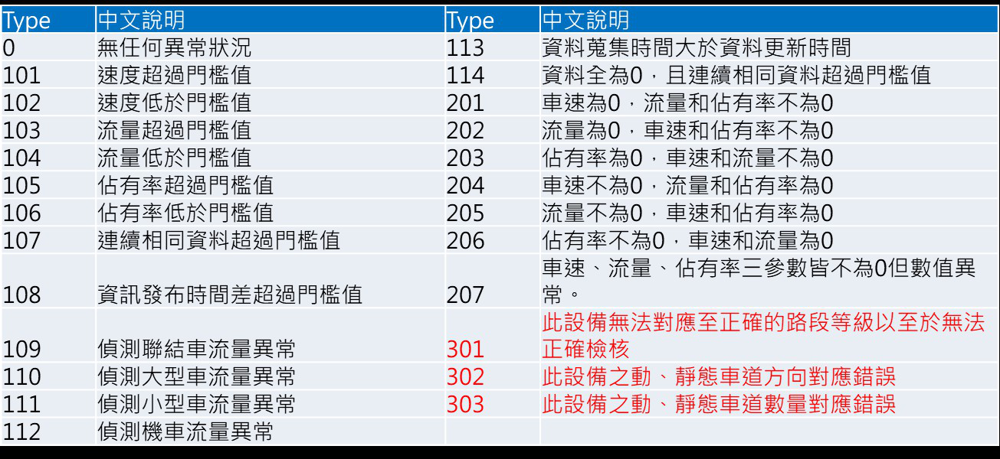 Type 中文說明 Type 中文說明
0 無任何異常狀況 113 資料蒐集時間大於資料更新時間
101 速度超過門檻值 114 資料全為0，且連續相同資料超過門檻值
102 速度低於門檻值 201 車速為0，流量和佔有率不為0
103 流量超過門檻值 202 流量為0，車速和佔有率不為0
104 流量低於門檻值 203 佔有率為0，車速和流量不為0
105 佔有率超過門檻值 204 車速不為0，流量和佔有率為0
106 佔有率低於門檻值 205 流量不為0，車速和佔有率為0
107 連續相同資料超過門檻值 206 佔有率不為0，車速和流量為0
車速、流量、佔有率三參數皆不為0但數值異
108 資訊發布時間差超過門檻值 207 常。
此設備無法對應至正確的路段等級以至於無法
109 偵測聯結車流量異常 301 正確檢核
110 偵測大型車流量異常 302 此設備之動、靜態車道方向對應錯誤
111 偵測小型車流量異常 303 此設備之動、靜態車道數量對應錯誤
112 偵測機車流量異常